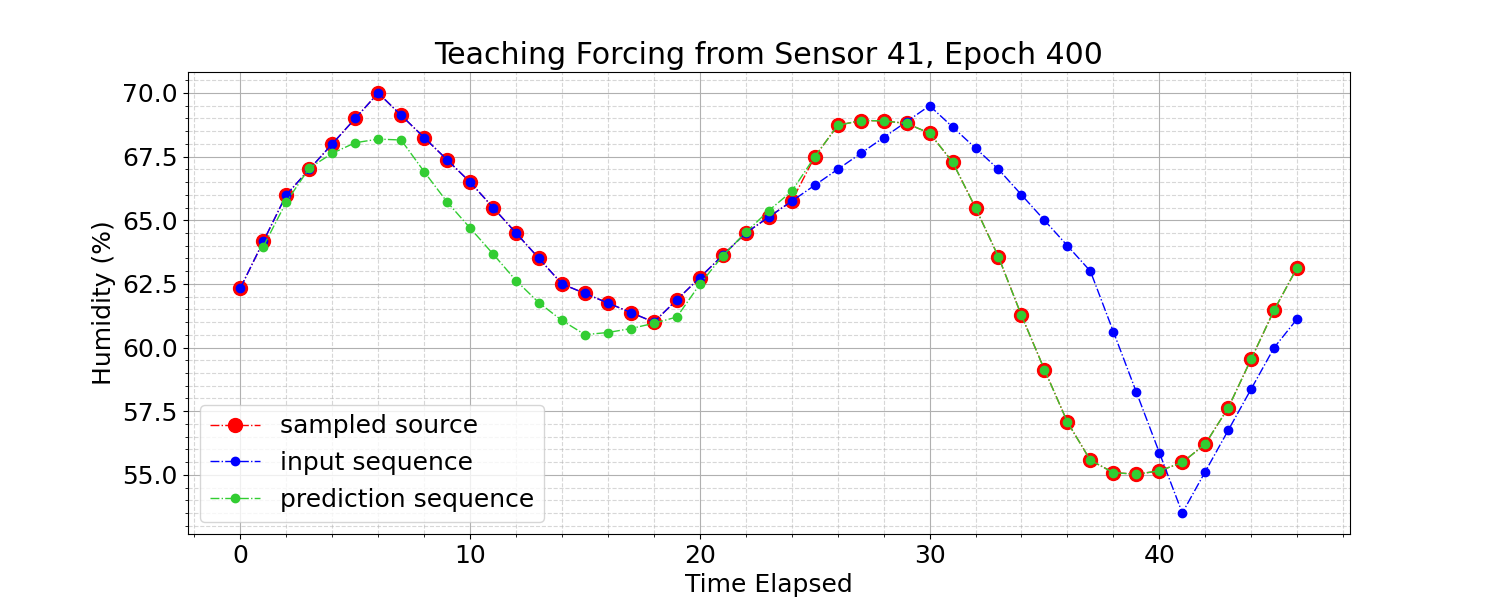 Teaching Forcing from Sensor 41, Epoch 400
70.0
67.5
65.0
62.5
60.0
57.5
55.0
Humidity (%)
sampled source
input sequence
prediction sequence
0 10 20 30 40
Time Elapsed